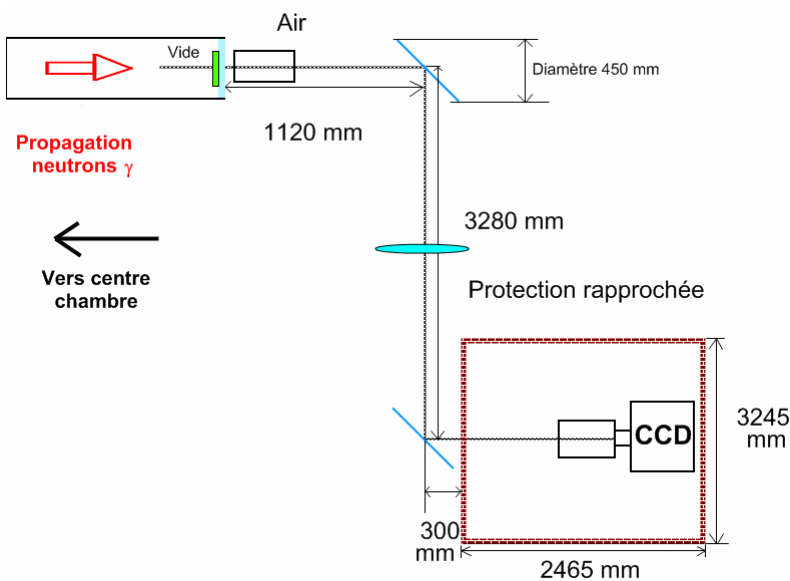 Air
Vide
Diamètre 450 mm
1120 mm
Propagation
neutrons γ
3280 mm
Vers centre
chambre
Protection rapprochée
CCD
3245
mm
300
mm
2465 mm